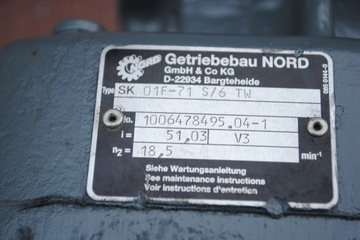 NORD
Getriebebau NORD
GmbH & Co KG
D-22934 Bargteheide
Type SK 01F-71 S/6 TW
No. 1006478495.04-1
i = 51,03 V3
n₂ = 18,5 min⁻¹
Siehe Wartungsanleitung
See maintenance instructions
Voir instructions d'entretien